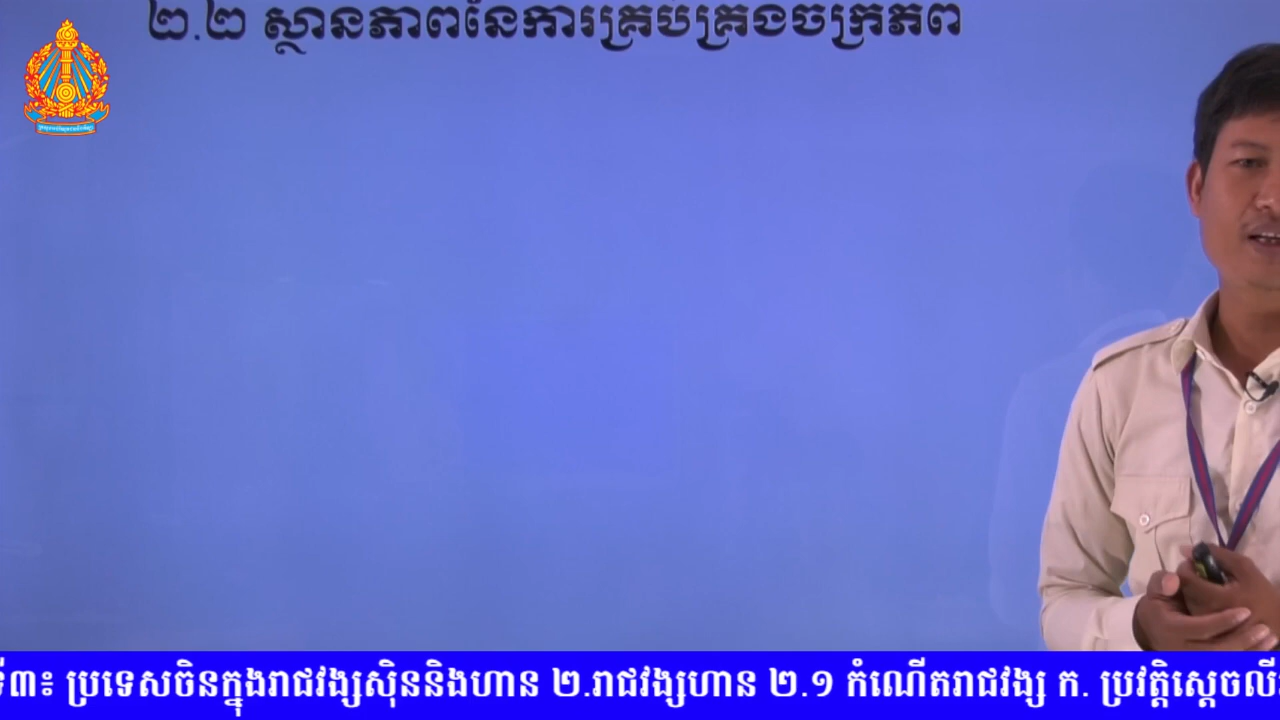 ២.២ ស្ថានភាពនៃការគ្រប់គ្រងចក្រភព
ទី៣៖ ប្រទេសចិនក្នុងរាជវង្សស៊ិននិងហាន ២.រាជវង្សហាន ២.១ កំណើតរាជវង្ស ក. ប្រវត្តិស្តេចលី